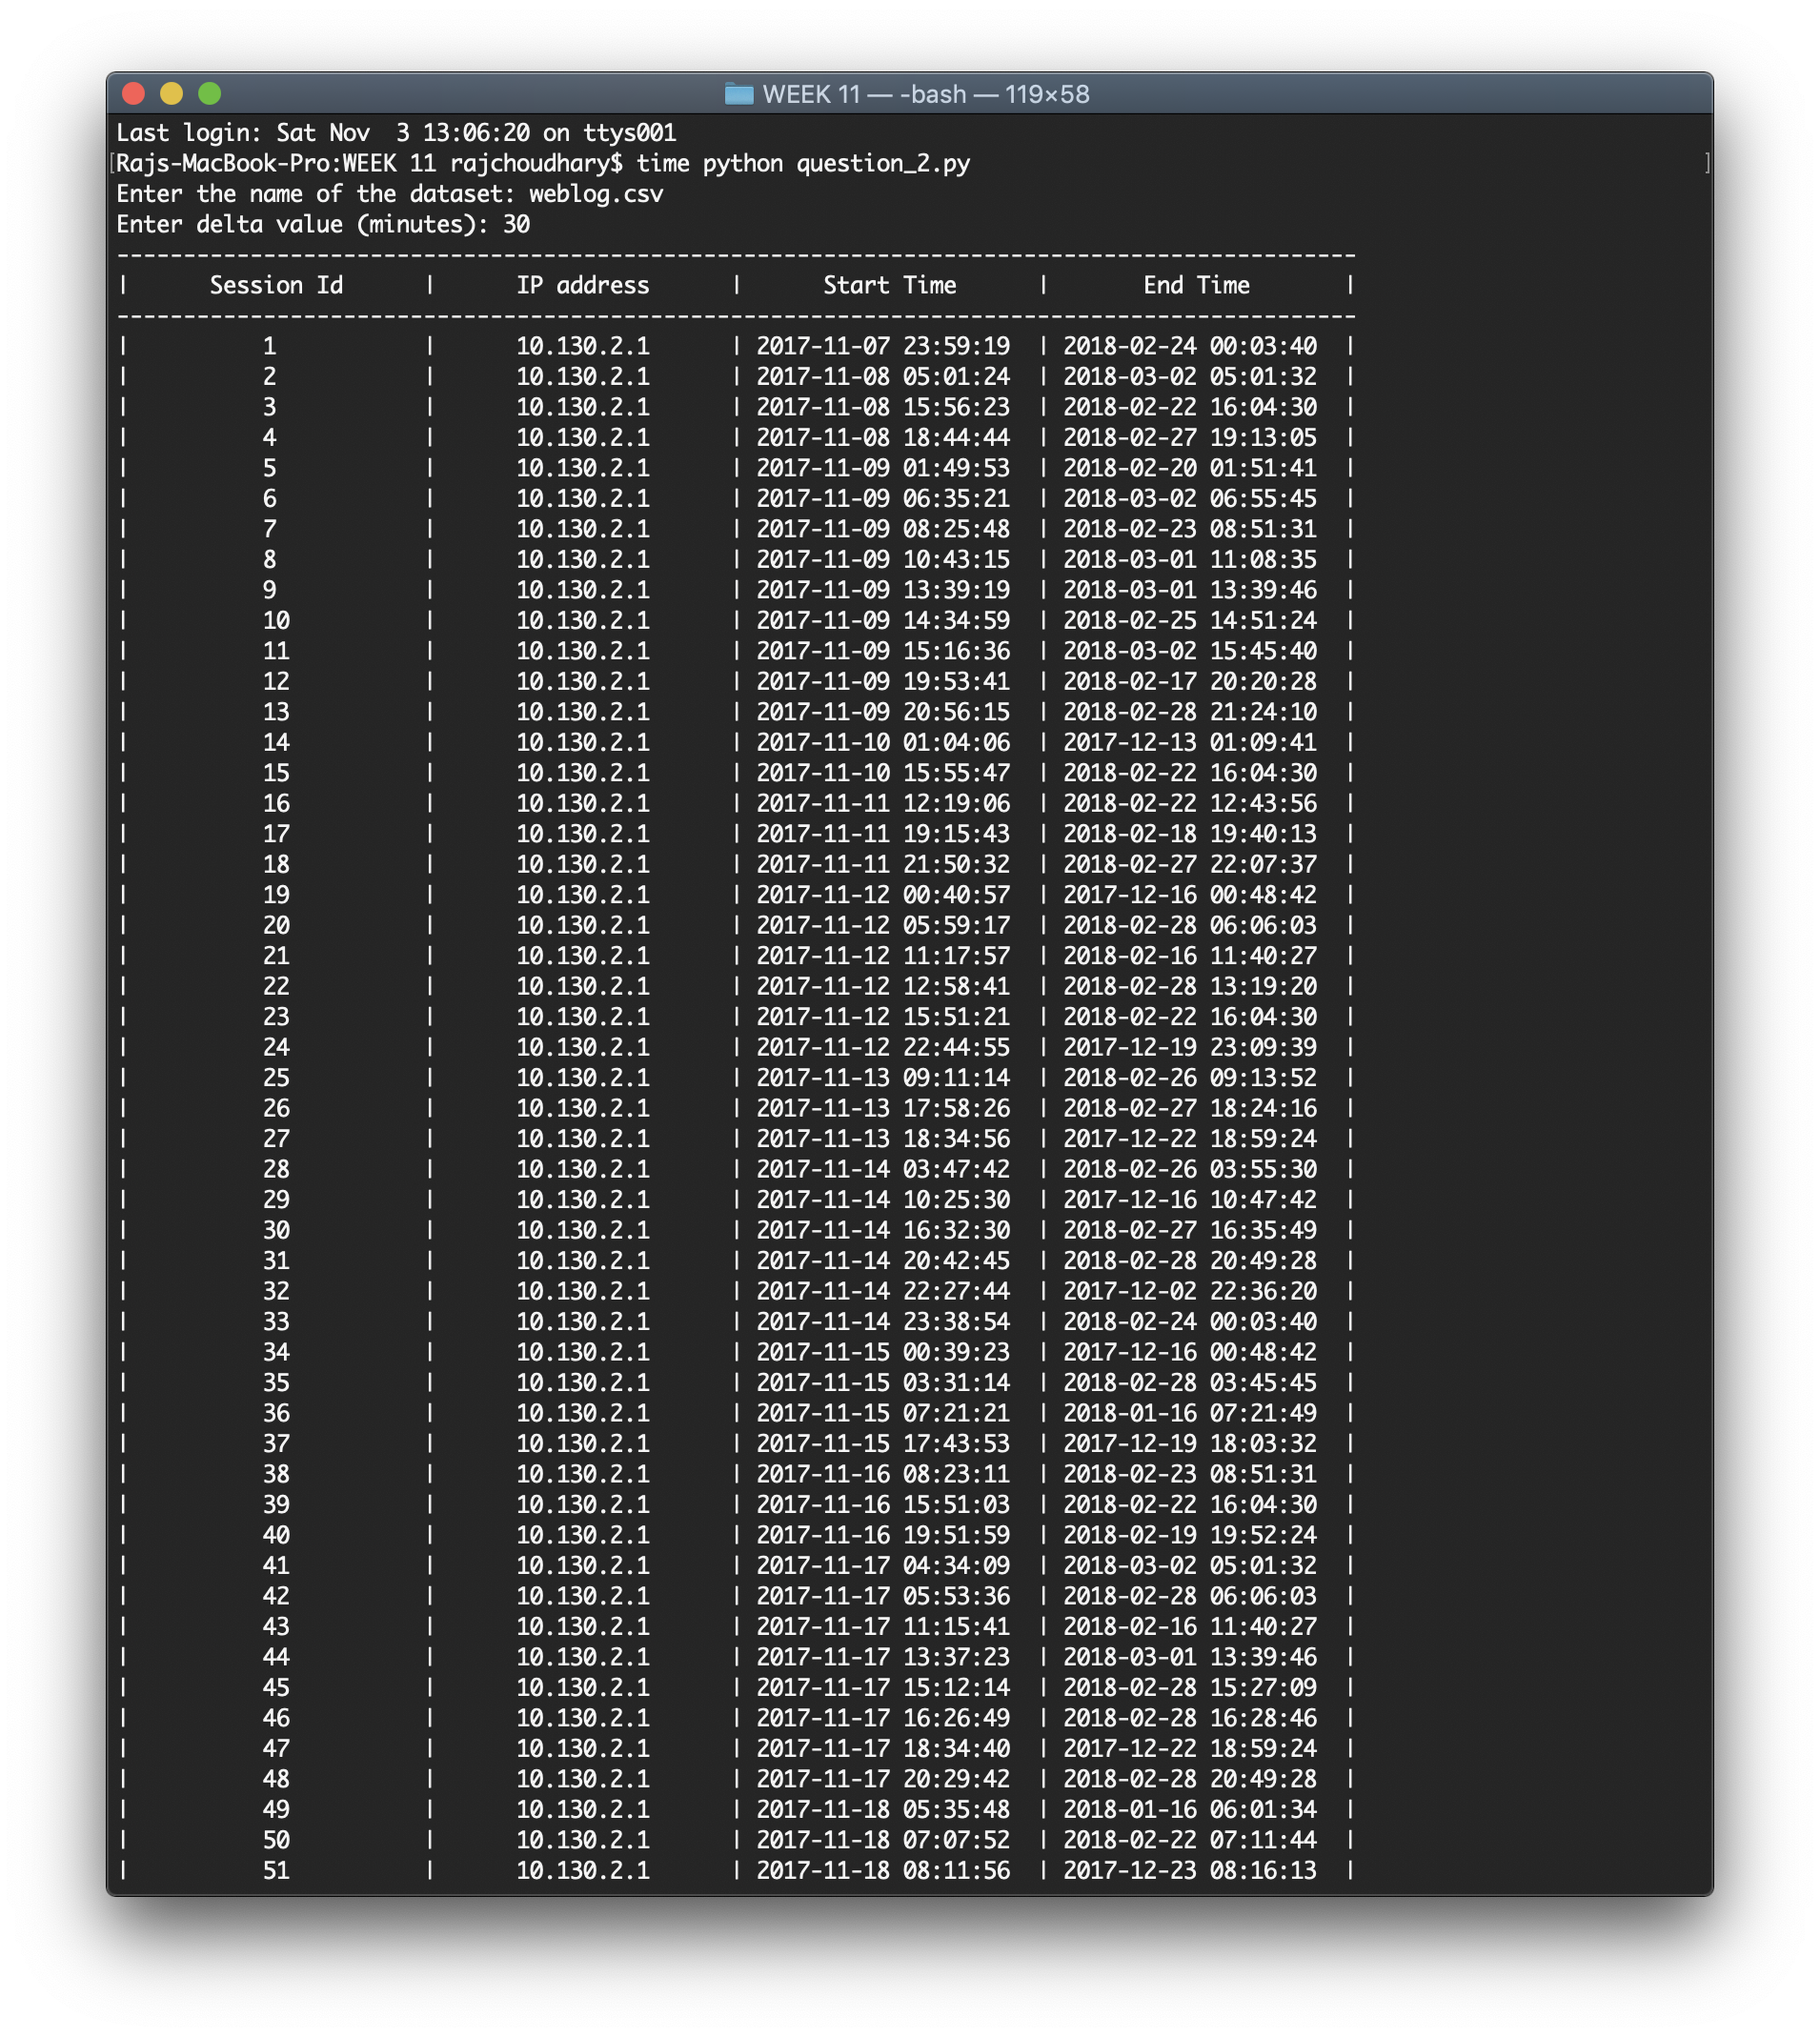 WEEK 11 — -bash — 119×58
Last login: Sat Nov  3 13:06:20 on ttys001
[Rajs-MacBook-Pro:WEEK 11 rajchoudhary$ time python question_2.py ]
Enter the name of the dataset: weblog.csv
Enter delta value (minutes): 30
---------------------------------------------------------------------------------------------
| Session Id | IP address | Start Time | End Time |
---------------------------------------------------------------------------------------------
| 1 | 10.130.2.1 | 2017-11-07 23:59:19 | 2018-02-24 00:03:40 |
| 2 | 10.130.2.1 | 2017-11-08 05:01:24 | 2018-03-02 05:01:32 |
| 3 | 10.130.2.1 | 2017-11-08 15:56:23 | 2018-02-22 16:04:30 |
| 4 | 10.130.2.1 | 2017-11-08 18:44:44 | 2018-02-27 19:13:05 |
| 5 | 10.130.2.1 | 2017-11-09 01:49:53 | 2018-02-20 01:51:41 |
| 6 | 10.130.2.1 | 2017-11-09 06:35:21 | 2018-03-02 06:55:45 |
| 7 | 10.130.2.1 | 2017-11-09 08:25:48 | 2018-02-23 08:51:31 |
| 8 | 10.130.2.1 | 2017-11-09 10:43:15 | 2018-03-01 11:08:35 |
| 9 | 10.130.2.1 | 2017-11-09 13:39:19 | 2018-03-01 13:39:46 |
| 10 | 10.130.2.1 | 2017-11-09 14:34:59 | 2018-02-25 14:51:24 |
| 11 | 10.130.2.1 | 2017-11-09 15:16:36 | 2018-03-02 15:45:40 |
| 12 | 10.130.2.1 | 2017-11-09 19:53:41 | 2018-02-17 20:20:28 |
| 13 | 10.130.2.1 | 2017-11-09 20:56:15 | 2018-02-28 21:24:10 |
| 14 | 10.130.2.1 | 2017-11-10 01:04:06 | 2017-12-13 01:09:41 |
| 15 | 10.130.2.1 | 2017-11-10 15:55:47 | 2018-02-22 16:04:30 |
| 16 | 10.130.2.1 | 2017-11-11 12:19:06 | 2018-02-22 12:43:56 |
| 17 | 10.130.2.1 | 2017-11-11 19:15:43 | 2018-02-18 19:40:13 |
| 18 | 10.130.2.1 | 2017-11-11 21:50:32 | 2018-02-27 22:07:37 |
| 19 | 10.130.2.1 | 2017-11-12 00:40:57 | 2017-12-16 00:48:42 |
| 20 | 10.130.2.1 | 2017-11-12 05:59:17 | 2018-02-28 06:06:03 |
| 21 | 10.130.2.1 | 2017-11-12 11:17:57 | 2018-02-16 11:40:27 |
| 22 | 10.130.2.1 | 2017-11-12 12:58:41 | 2018-02-28 13:19:20 |
| 23 | 10.130.2.1 | 2017-11-12 15:51:21 | 2018-02-22 16:04:30 |
| 24 | 10.130.2.1 | 2017-11-12 22:44:55 | 2017-12-19 23:09:39 |
| 25 | 10.130.2.1 | 2017-11-13 09:11:14 | 2018-02-26 09:13:52 |
| 26 | 10.130.2.1 | 2017-11-13 17:58:26 | 2018-02-27 18:24:16 |
| 27 | 10.130.2.1 | 2017-11-13 18:34:56 | 2017-12-22 18:59:24 |
| 28 | 10.130.2.1 | 2017-11-14 03:47:42 | 2018-02-26 03:55:30 |
| 29 | 10.130.2.1 | 2017-11-14 10:25:30 | 2017-12-16 10:47:42 |
| 30 | 10.130.2.1 | 2017-11-14 16:32:30 | 2018-02-27 16:35:49 |
| 31 | 10.130.2.1 | 2017-11-14 20:42:45 | 2018-02-28 20:49:28 |
| 32 | 10.130.2.1 | 2017-11-14 22:27:44 | 2017-12-02 22:36:20 |
| 33 | 10.130.2.1 | 2017-11-14 23:38:54 | 2018-02-24 00:03:40 |
| 34 | 10.130.2.1 | 2017-11-15 00:39:23 | 2017-12-16 00:48:42 |
| 35 | 10.130.2.1 | 2017-11-15 03:31:14 | 2018-02-28 03:45:45 |
| 36 | 10.130.2.1 | 2017-11-15 07:21:21 | 2018-01-16 07:21:49 |
| 37 | 10.130.2.1 | 2017-11-15 17:43:53 | 2017-12-19 18:03:32 |
| 38 | 10.130.2.1 | 2017-11-16 08:23:11 | 2018-02-23 08:51:31 |
| 39 | 10.130.2.1 | 2017-11-16 15:51:03 | 2018-02-22 16:04:30 |
| 40 | 10.130.2.1 | 2017-11-16 19:51:59 | 2018-02-19 19:52:24 |
| 41 | 10.130.2.1 | 2017-11-17 04:34:09 | 2018-03-02 05:01:32 |
| 42 | 10.130.2.1 | 2017-11-17 05:53:36 | 2018-02-28 06:06:03 |
| 43 | 10.130.2.1 | 2017-11-17 11:15:41 | 2018-02-16 11:40:27 |
| 44 | 10.130.2.1 | 2017-11-17 13:37:23 | 2018-03-01 13:39:46 |
| 45 | 10.130.2.1 | 2017-11-17 15:12:14 | 2018-02-28 15:27:09 |
| 46 | 10.130.2.1 | 2017-11-17 16:26:49 | 2018-02-28 16:28:46 |
| 47 | 10.130.2.1 | 2017-11-17 18:34:40 | 2017-12-22 18:59:24 |
| 48 | 10.130.2.1 | 2017-11-17 20:29:42 | 2018-02-28 20:49:28 |
| 49 | 10.130.2.1 | 2017-11-18 05:35:48 | 2018-01-16 06:01:34 |
| 50 | 10.130.2.1 | 2017-11-18 07:07:52 | 2018-02-22 07:11:44 |
| 51 | 10.130.2.1 | 2017-11-18 08:11:56 | 2017-12-23 08:16:13 |